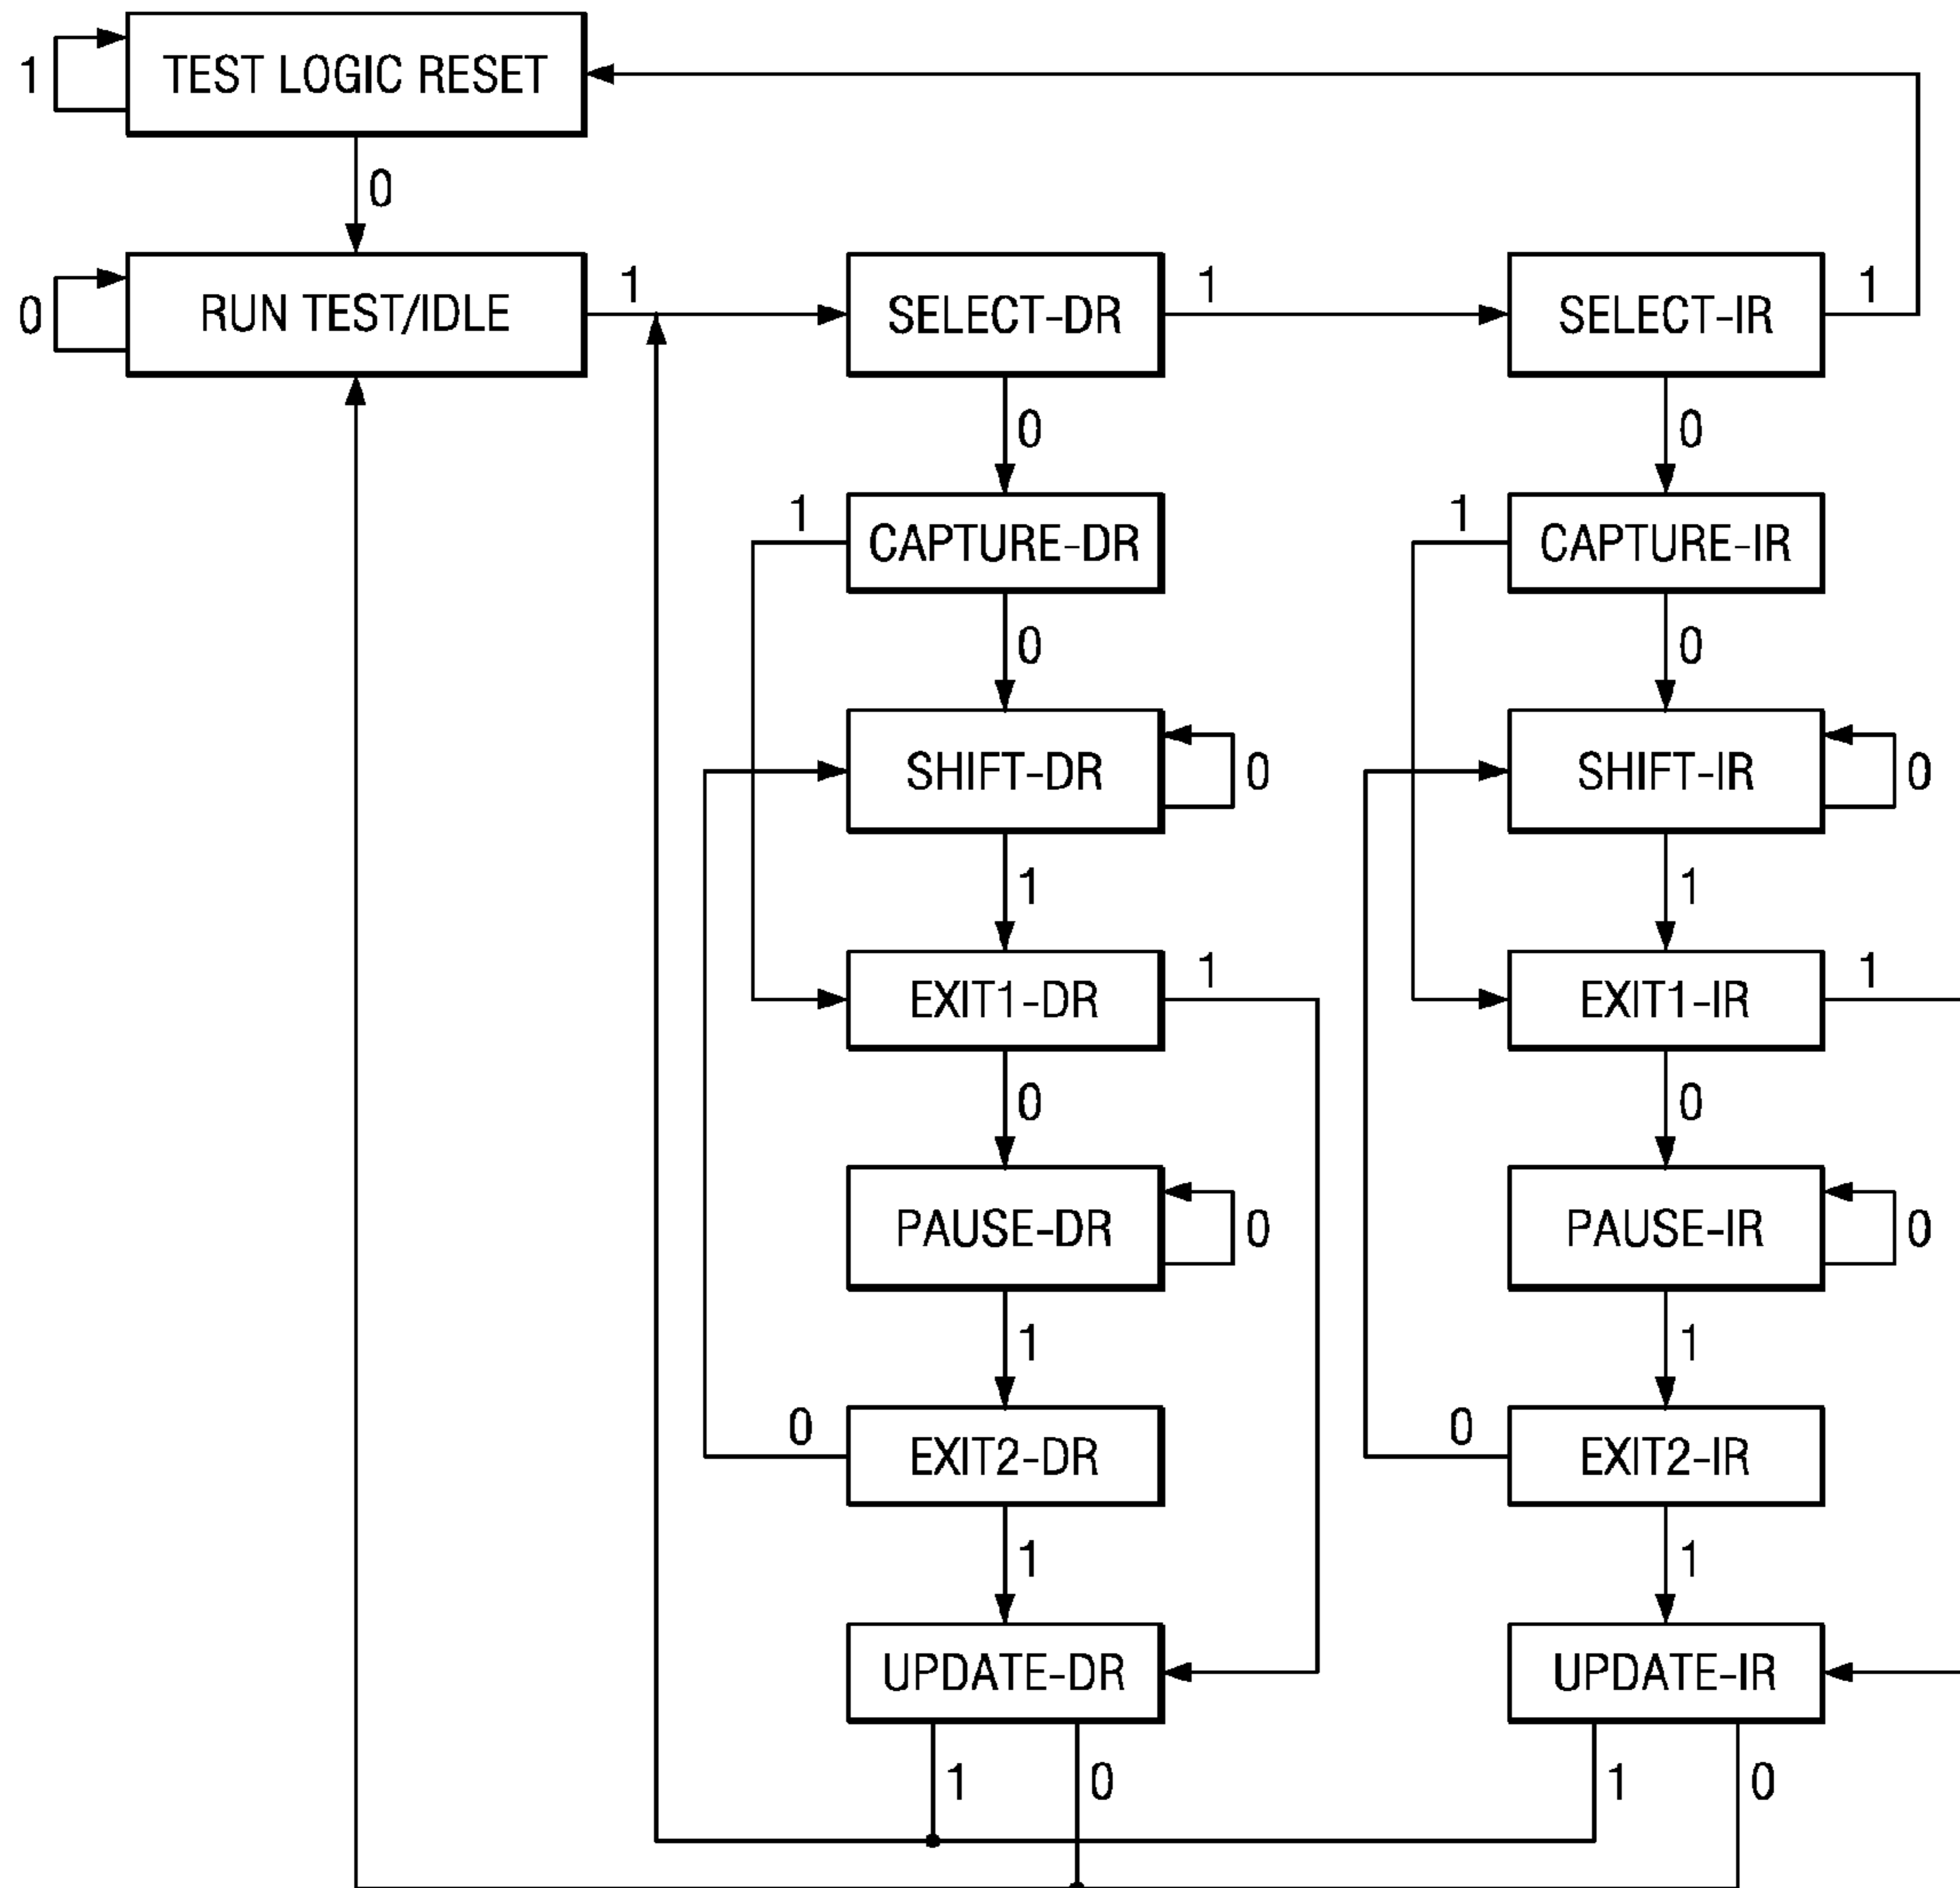 1
TEST LOGIC RESET
0
0
RUN TEST/IDLE
1
SELECT-DR
1
SELECT-IR
1
0
0
1
CAPTURE-DR
1
CAPTURE-IR
0
0
SHIFT-DR
0
SHIFT-IR
0
1
1
EXIT1-DR
1
EXIT1-IR
1
0
0
PAUSE-DR
0
PAUSE-IR
0
1
1
0
EXIT2-DR
0
EXIT2-IR
1
1
UPDATE-DR
UPDATE-IR
1
0
1
0